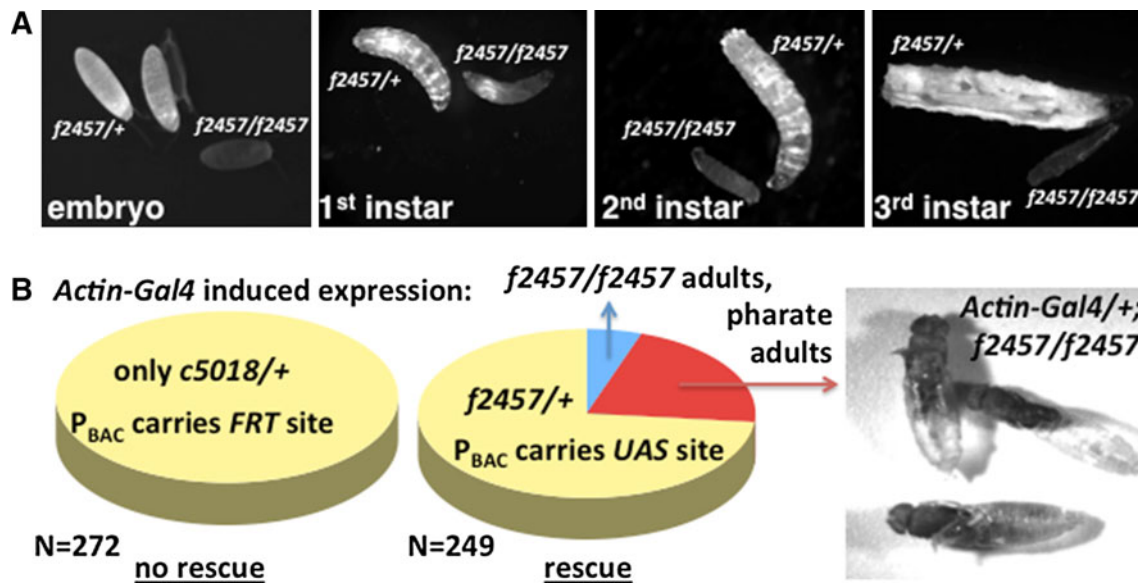 A
f2457/+
f2457/f2457
embryo
f2457/f2457
f2457/+
1st instar
f2457/+
f2457/f2457
2nd instar
f2457/+
f2457/f2457
3rd instar
B Actin-Gal4 induced expression:
only c5018/+
PBAC carries FRT site
N=272
no rescue
f2457/f2457 adults,
pharate
adults
f2457/+
PBAC carries UAS site
N=249
rescue
Actin-Gal4/+;
f2457/f2457